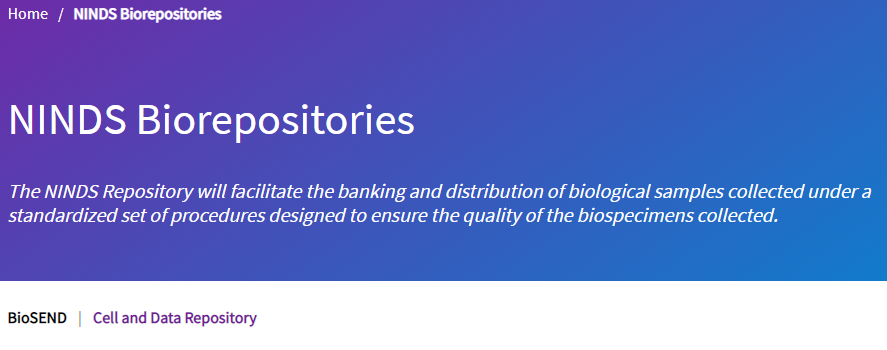 Home / NINDS Biorepositories
NINDS Biorepositories
The NINDS Repository will facilitate the banking and distribution of biological samples collected under a
standardized set of procedures designed to ensure the quality of the biospecimens collected.
BioSEND | Cell and Data Repository